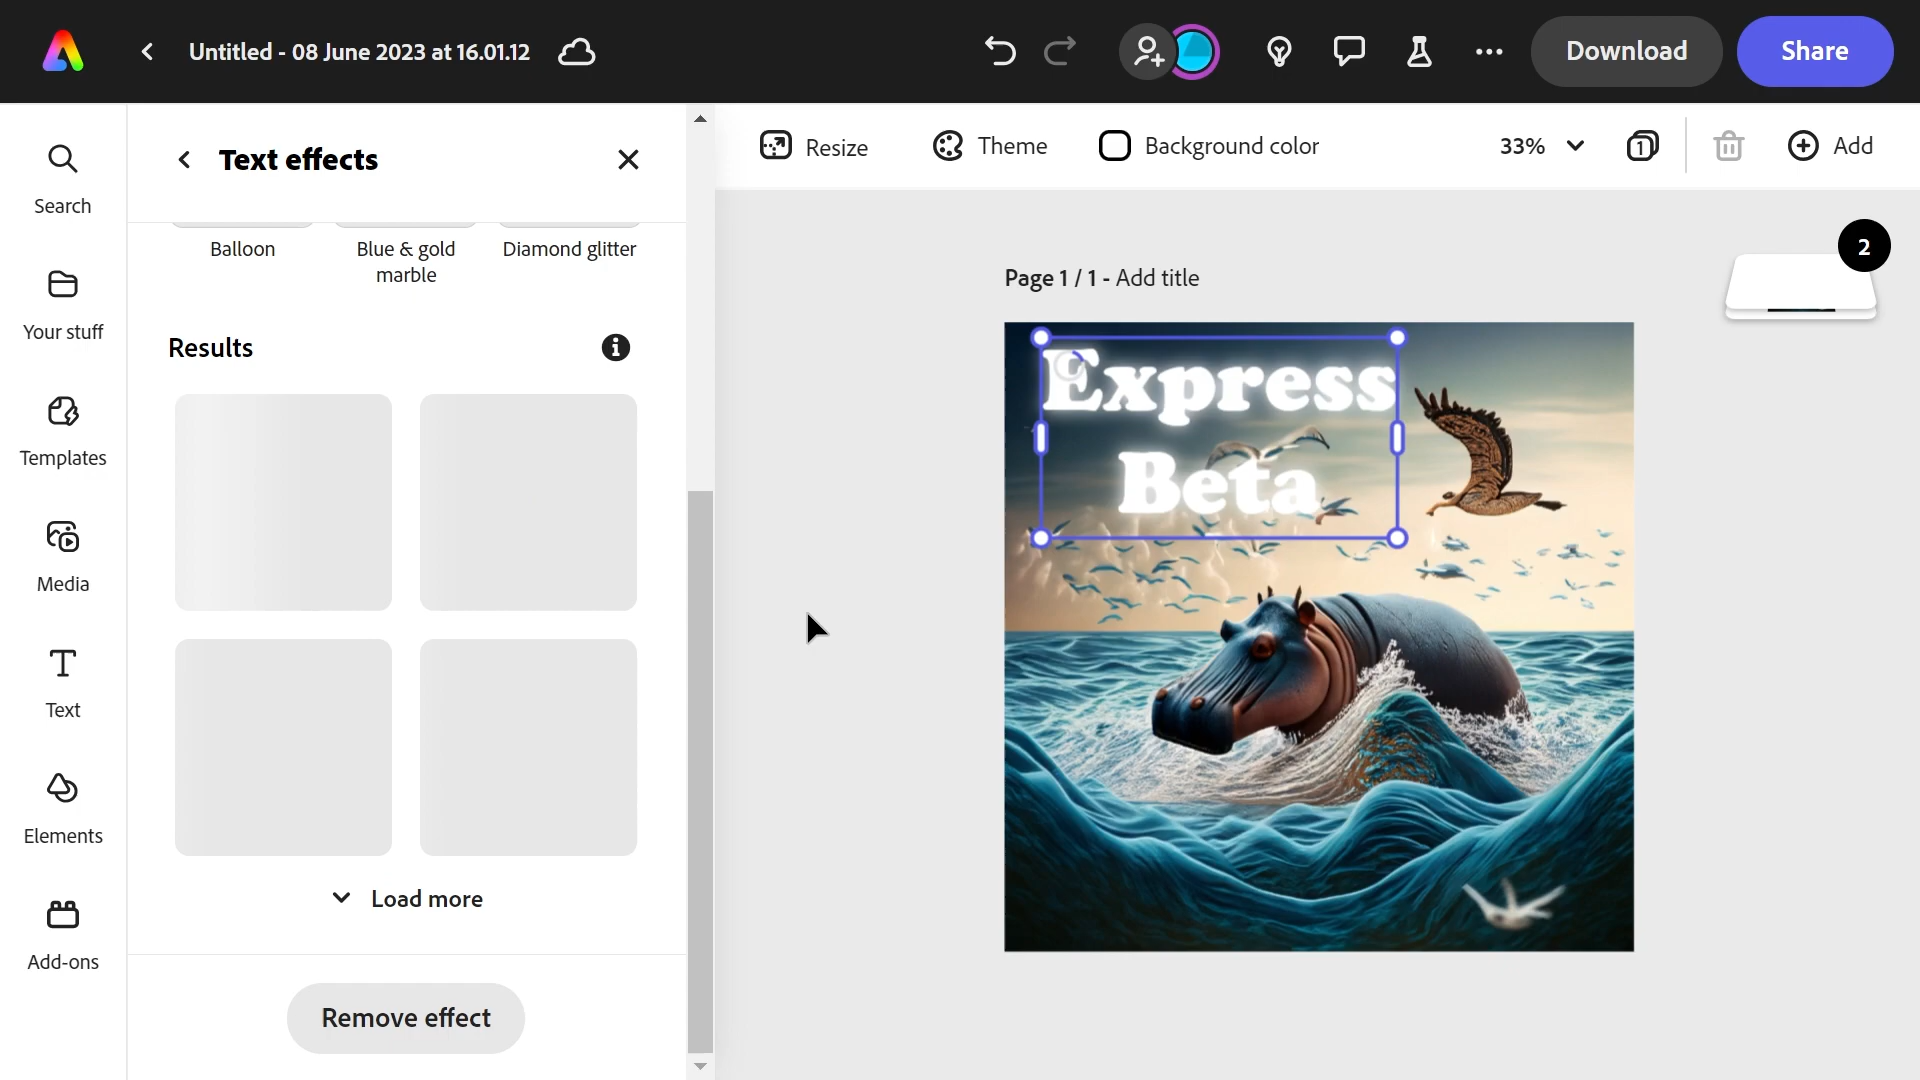 Untitled - 08 June 2023 at 16.01.12
Download
Share
Search
Your stuff
Templates
Media
Text
Elements
Add-ons
Text effects
Balloon
Blue & gold
marble
Diamond glitter
Results
Load more
Remove effect
Resize
Theme
Background color
33%
1
Add
2
Page 1 / 1 - Add title
Express
Beta